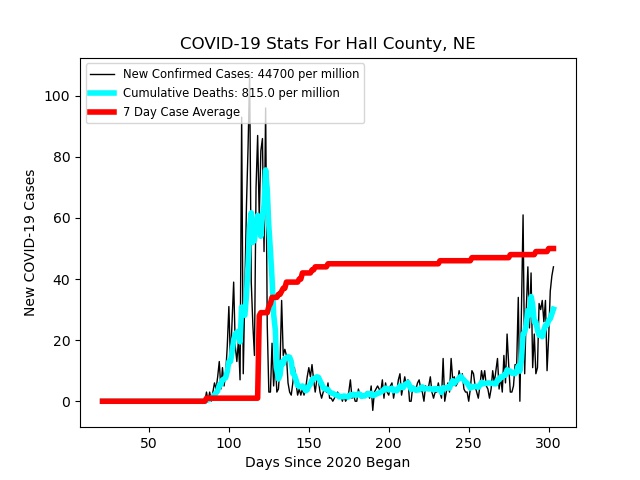 COVID-19 Stats For Hall County, NE
New Confirmed Cases: 44700 per million
Cumulative Deaths: 815.0 per million
7 Day Case Average
100
80
60
40
20
0
New COVID-19 Cases
50 100 150 200 250 300
Days Since 2020 Began